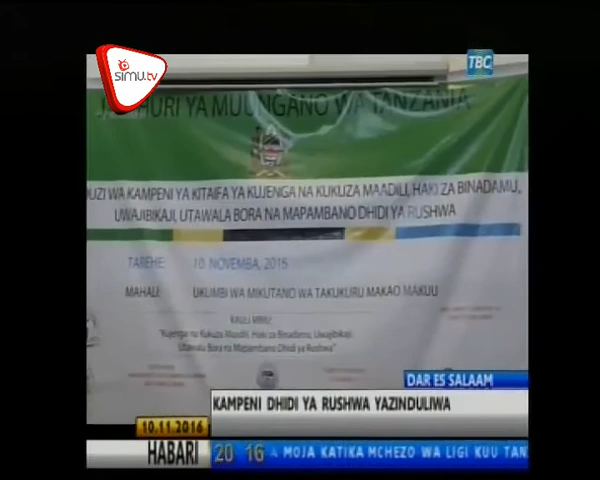 simu.tv
TBC
JAMHURI YA MUUNGANO WA TANZANIA
DUZI WA KAMPENI YA KITAIFA YA KUJENGA NA KUKUZA MAADILI, HAKI ZA BINADAMU,
UWAJIBIKAJI, UTAWALA BORA NA MAPAMBANO DHIDI YA RUSHWA
TAREHE: 10 NOVEMBA, 2015
MAHALI: UKUMBI WA MIKUTANO WA TAKUKURU MAKAO MAKUU
KAULI MBIU
"Kujenga na Kukuza Maadili, Haki za Binadamu, Uwajibikaji,
Utawala Bora na Mapambano Dhidi ya Rushwa"
DAR ES SALAAM
KAMPENI DHIDI YA RUSHWA YAZINDULIWA
10.11.2016
HABARI 20 16 A MOJA KATIKA MCHEZO WA LIGI KUU TAN